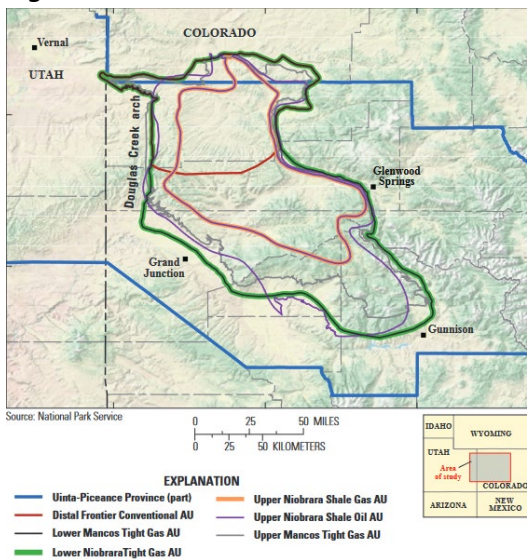 COLORADO
Vernal
UTAH
Douglas Creek arch
Glenwood
Springs
Grand
Junction
Gunnison
Source: National Park Service
0 25 50 MILES
0 25 50 KILOMETERS
IDAHO
WYOMING
UTAH
Area
of study
COLORADO
ARIZONA
NEW
MEXICO
EXPLANATION
Uinta-Piceance Province (part)
Distal Frontier Conventional AU
Lower Mancos Tight Gas AU
Lower NiobraraTight Gas AU
Upper Niobrara Shale Gas AU
Upper Niobrara Shale Oil AU
Upper Mancos Tight Gas AU